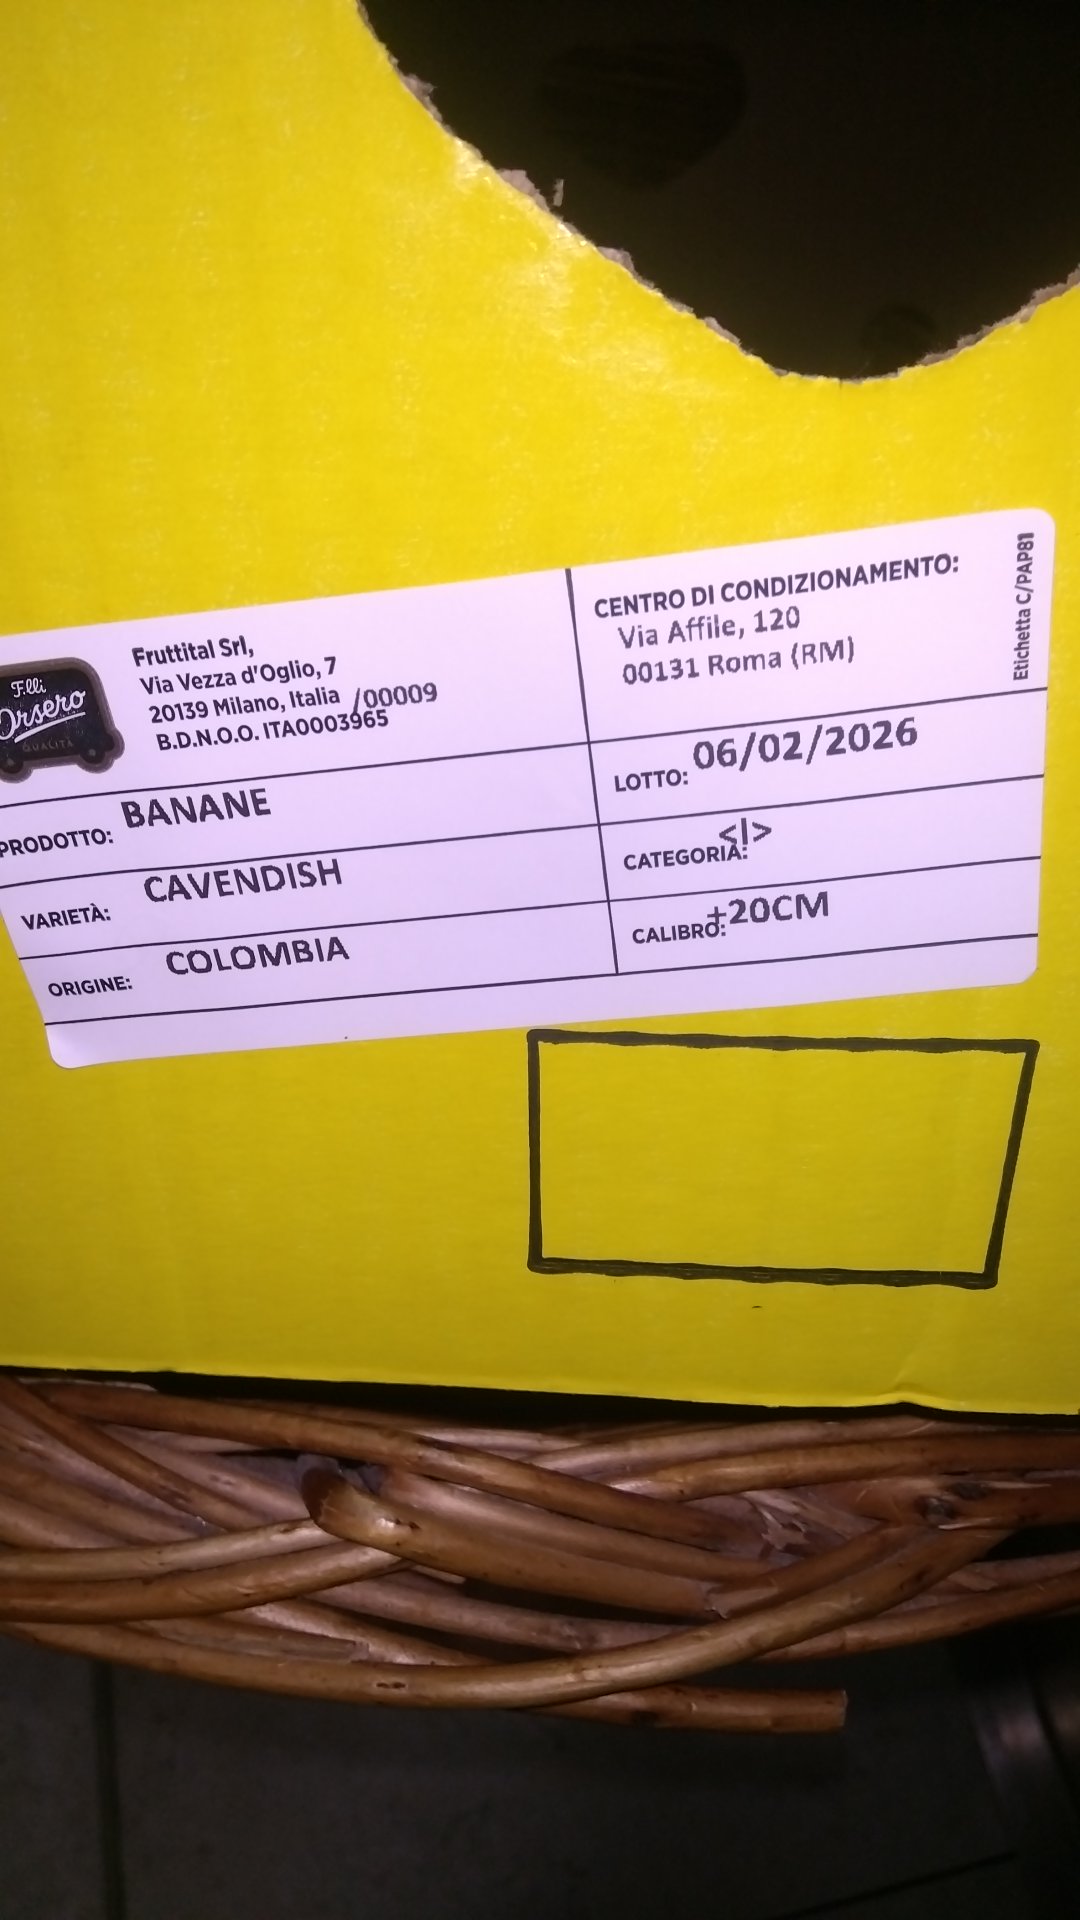 F.lli
Orsero
QUALITÀ
Fruttital Srl,
Via Vezza d'Oglio, 7
20139 Milano, Italia /00009
B.D.N.O.O. ITA0003965
CENTRO DI CONDIZIONAMENTO:
Via Affile, 120
00131 Roma (RM)
Etichetta C/PAP81
PRODOTTO: BANANE
LOTTO: 06/02/2026
VARIETÀ: CAVENDISH
CATEGORIA: <I>
ORIGINE: COLOMBIA
CALIBRO: +20CM